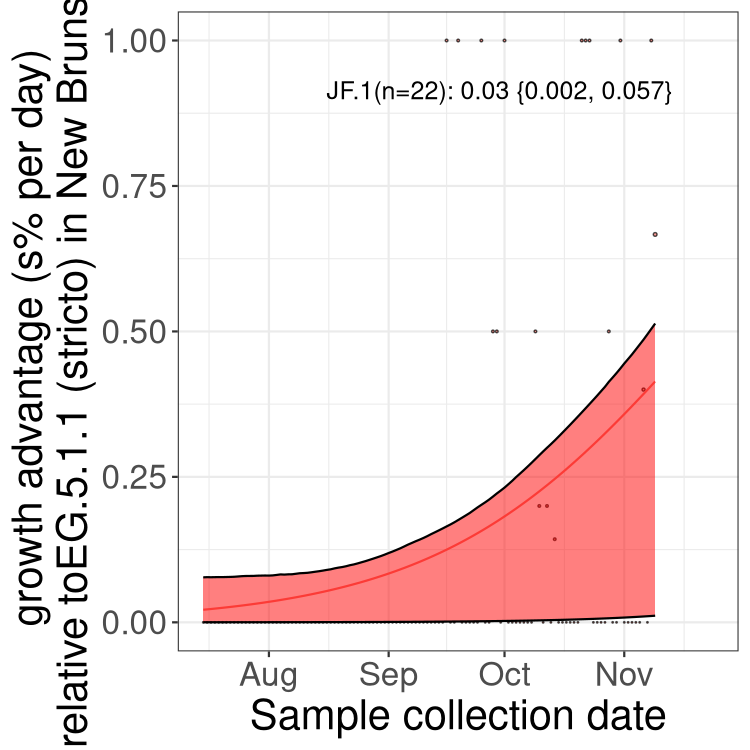 growth advantage (s% per day)
relative toEG.5.1.1 (stricto) in New Bruns
1.00
0.75
0.50
0.25
0.00
JF.1(n=22): 0.03 {0.002, 0.057}
Aug Sep Oct Nov
Sample collection date